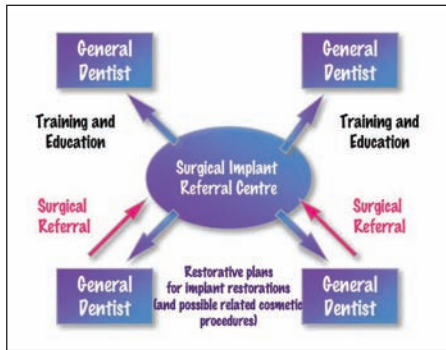 General
Dentist
General
Dentist
Training and
Education
Training and
Education
Surgical Implant
Referral Centre
Surgical
Referral
Surgical
Referral
General
Dentist
Restorative plans
for implant restorations
(and possible related cosmetic
procedures)
General
Dentist